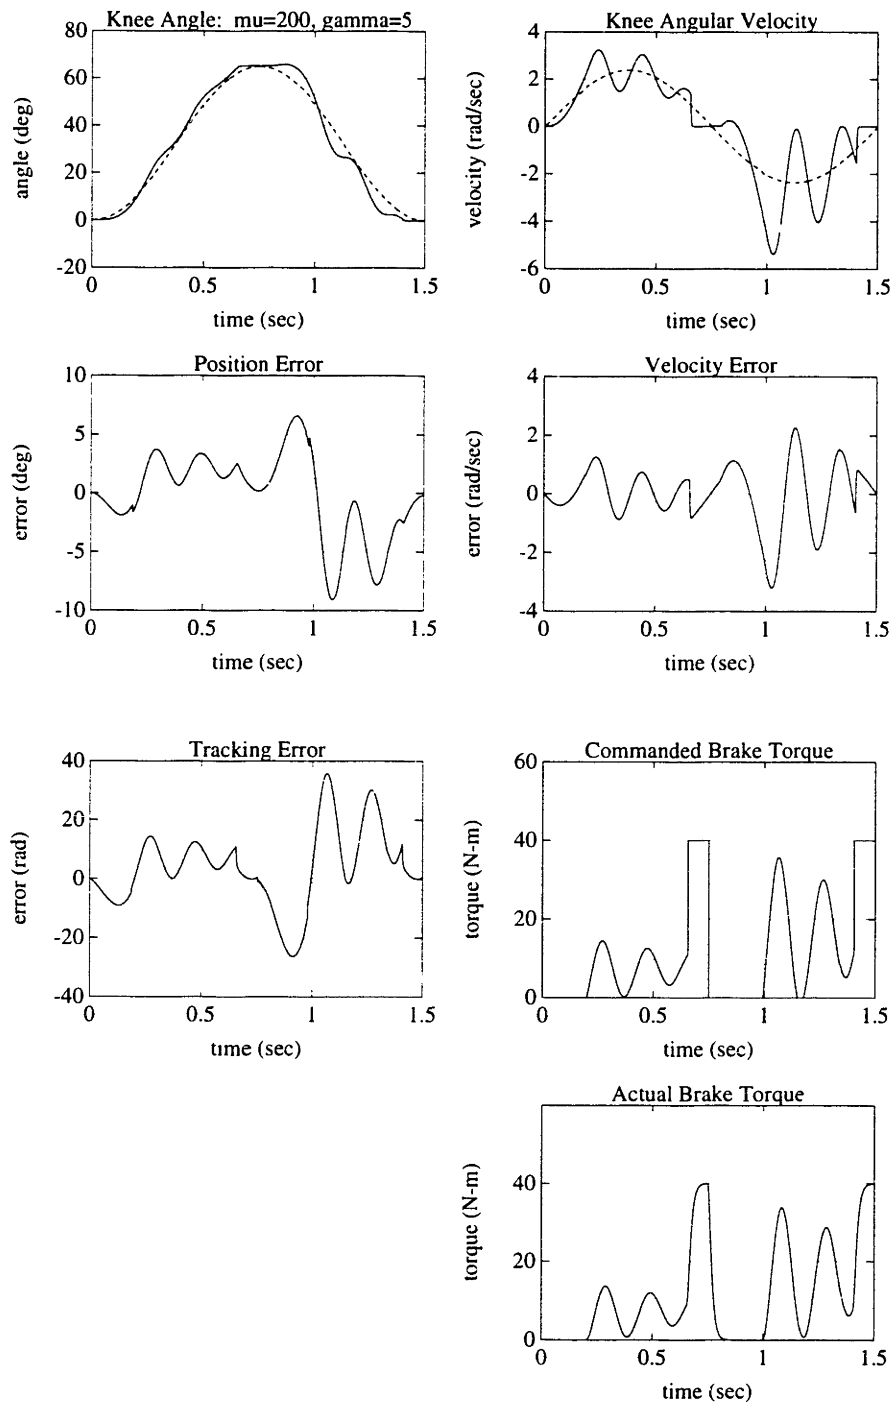 Knee Angle: mu=200, gamma=5
80
60
40
20
0
-20
angle (deg)
0 0.5 1 1.5
time (sec)
Knee Angular Velocity
4
2
0
-2
-4
-6
velocity (rad/sec)
0 0.5 1 1.5
time (sec)
Position Error
10
5
0
-5
-10
error (deg)
0 0.5 1 1.5
time (sec)
Velocity Error
4
2
0
-2
-4
error (rad/sec)
0 0.5 1 1.5
time (sec)
Tracking Error
40
20
0
-20
-40
error (rad)
0 0.5 1 1.5
time (sec)
Commanded Brake Torque
60
40
20
0
torque (N-m)
0 0.5 1 1.5
time (sec)
Actual Brake Torque
40
20
0
torque (N-m)
0 0.5 1 1.5
time (sec)